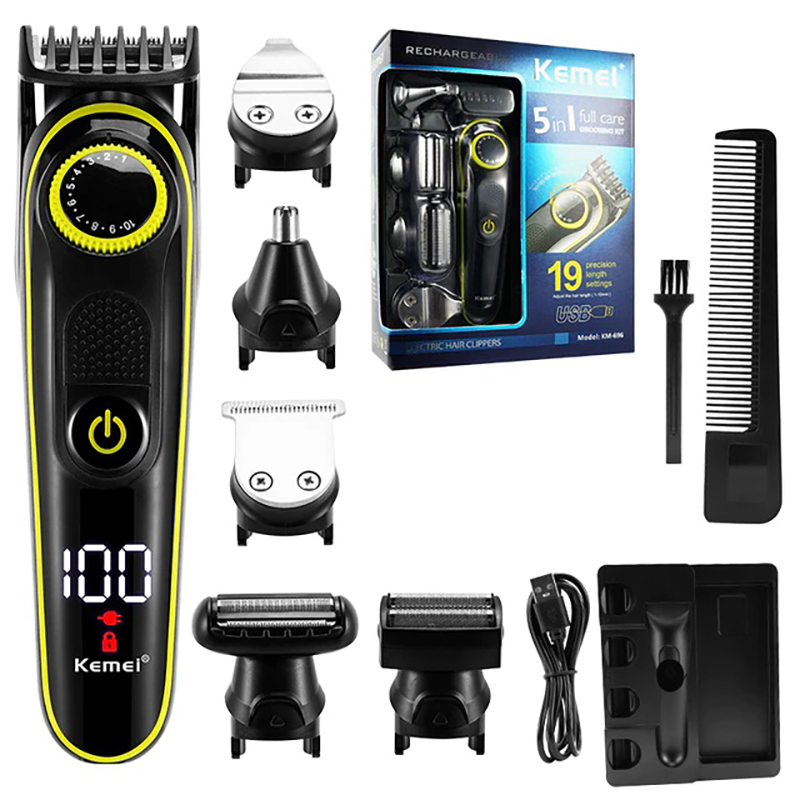 1 2 3 4 5 6 7 8 9 10
100
Kemei®
RECHARGEABLE
Kemei®
5 in 1 full care
GROOMING KIT
19 precision
length
settings
USB
Kemei
Model: KM-696
ELECTRIC HAIR CLIPPERS